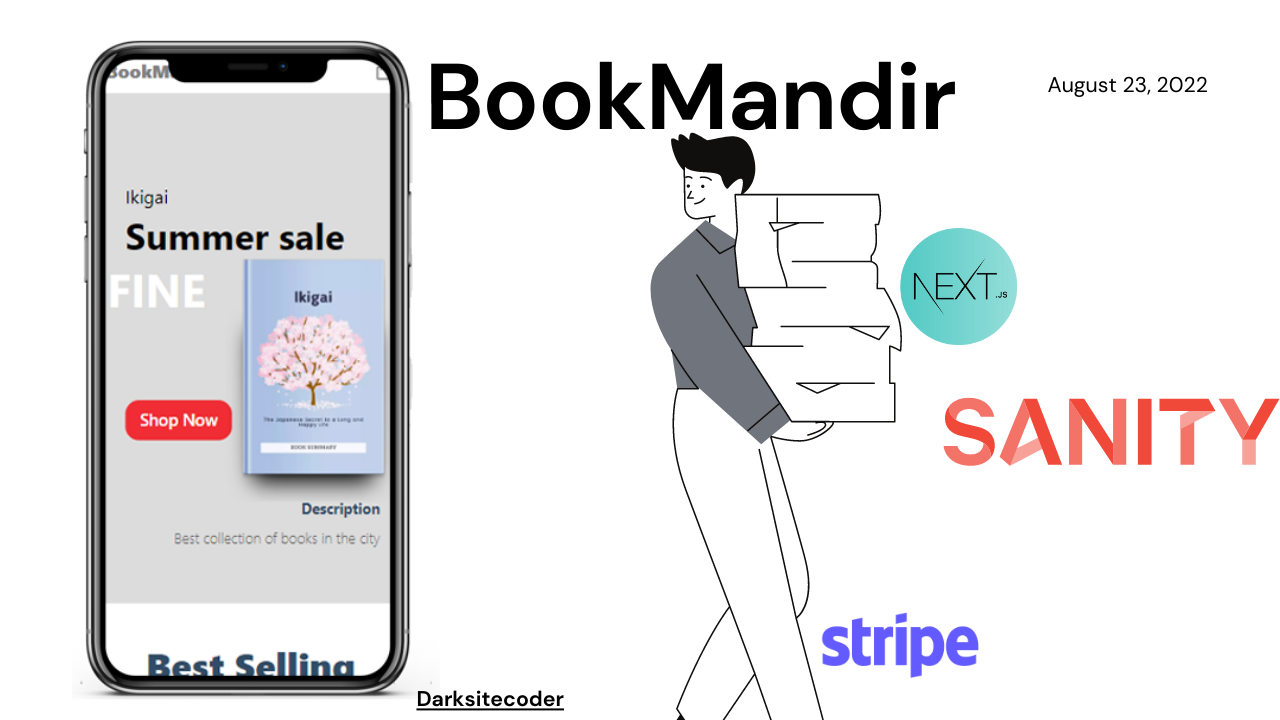 BookMandir
August 23, 2022
Ikigai
Summer sale
FINE
Ikigai
The Japanese Secret to a Long and
Happy Life
BOOK SUMMARY
Shop Now
Description
Best collection of books in the city
Best Selling
NEXT.JS
SANITY
stripe
Darksitecoder